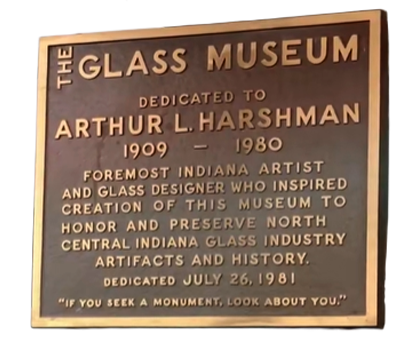 THE GLASS MUSEUM
DEDICATED TO
ARTHUR L. HARSHMAN
1909 — 1980
FOREMOST INDIANA ARTIST
AND GLASS DESIGNER WHO INSPIRED
CREATION OF THIS MUSEUM TO
HONOR AND PRESERVE NORTH
CENTRAL INDIANA GLASS INDUSTRY
ARTIFACTS AND HISTORY.
DEDICATED JULY 26, 1981
"IF YOU SEEK A MONUMENT, LOOK ABOUT YOU."